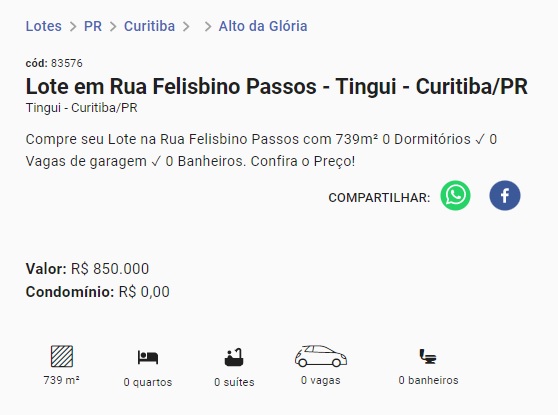 Lotes > PR > Curitiba > > Alto da Glória
cód: 83576
Lote em Rua Felisbino Passos - Tingui - Curitiba/PR
Tingui - Curitiba/PR
Compre seu Lote na Rua Felisbino Passos com 739m² 0 Dormitórios ✓ 0
Vagas de garagem ✓ 0 Banheiros. Confira o Preço!
COMPARTILHAR:
Valor: R$ 850.000
Condomínio: R$ 0,00
739 m² 0 quartos 0 suítes 0 vagas 0 banheiros